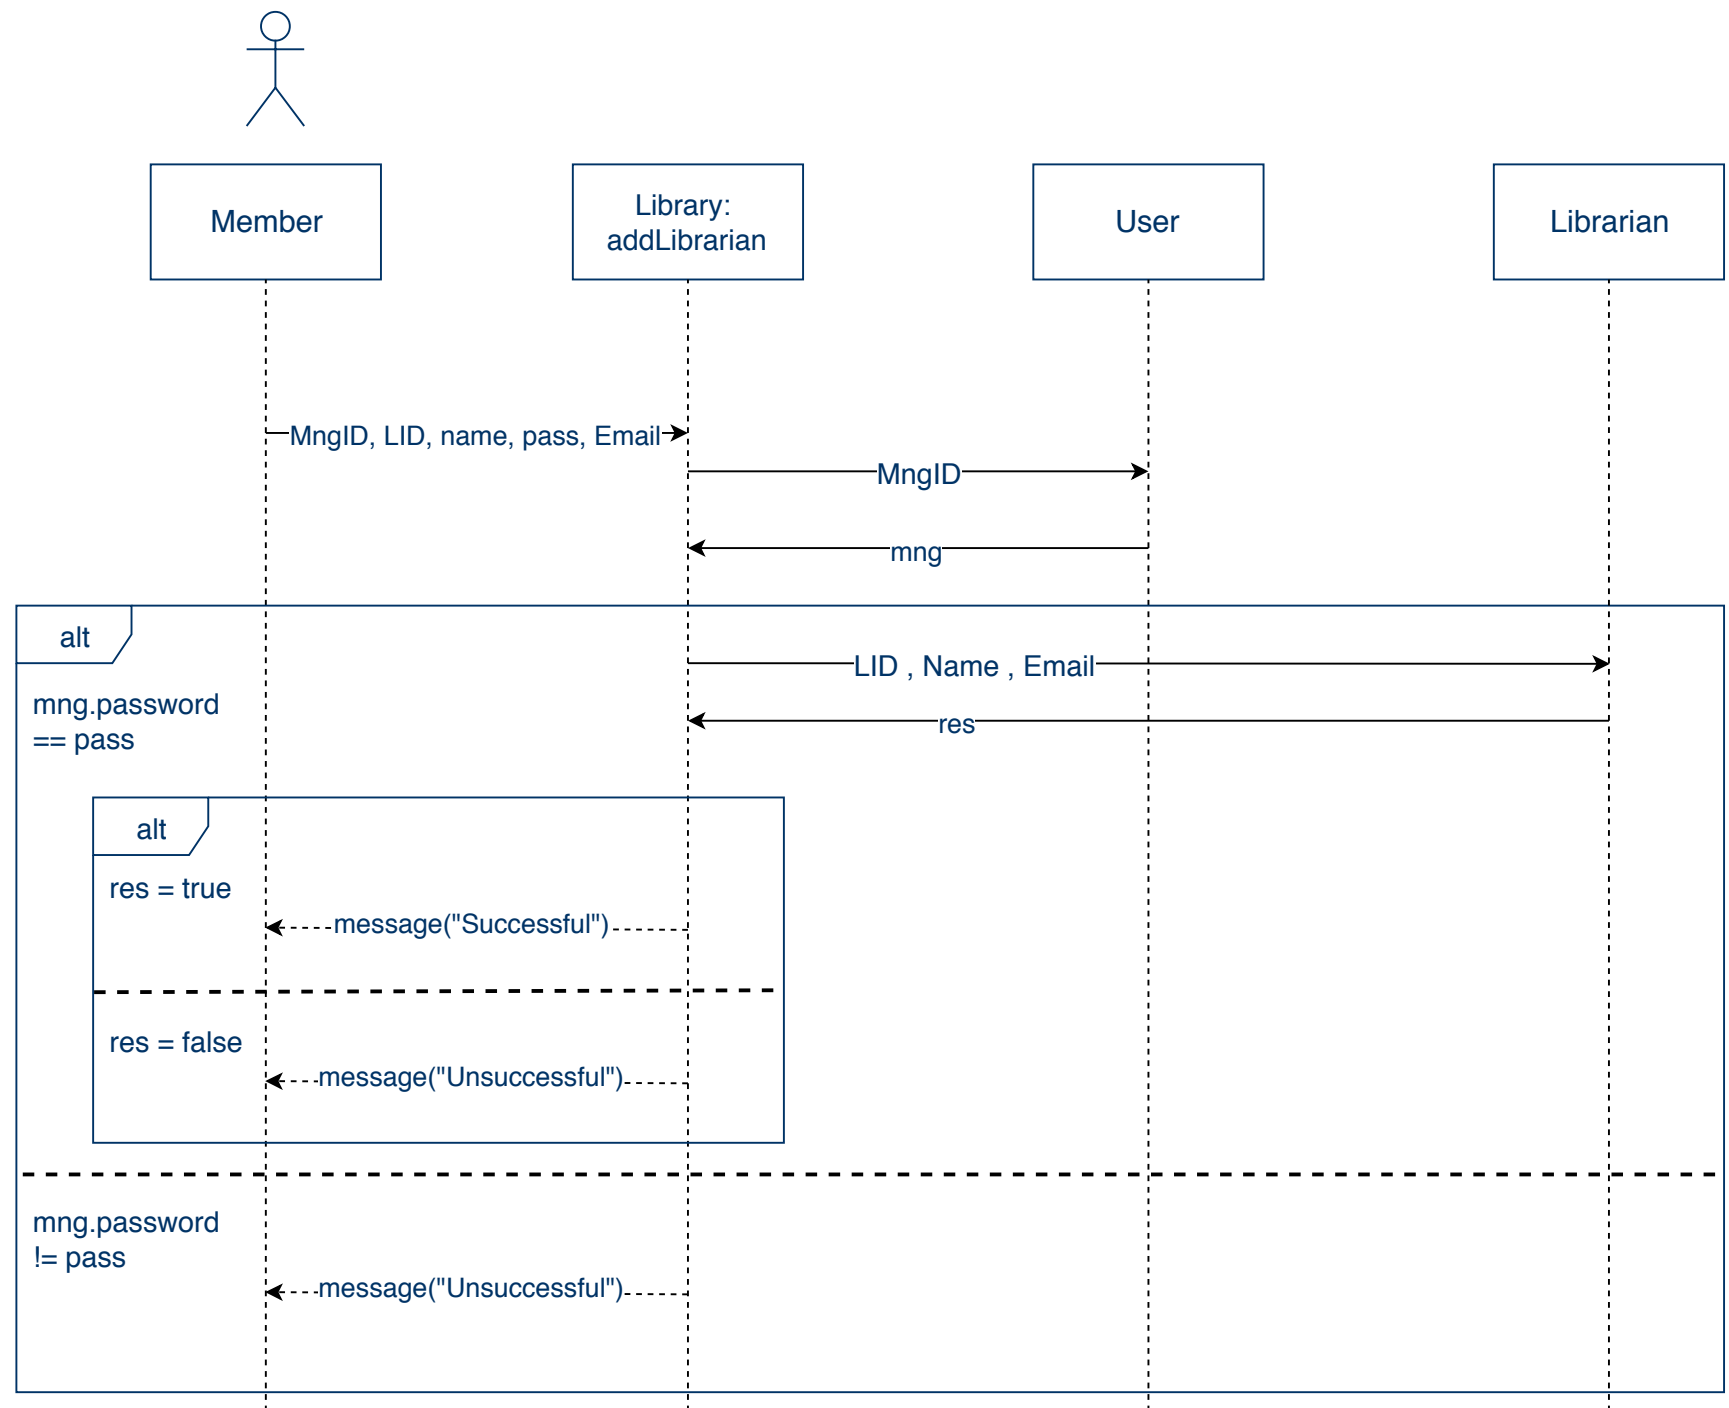 Member
Library:
addLibrarian
User
Librarian
MngID, LID, name, pass, Email
MngID
mng
alt
LID , Name , Email
mng.password
== pass
res
alt
res = true
message("Successful")
res = false
message("Unsuccessful")
mng.password
!= pass
message("Unsuccessful")